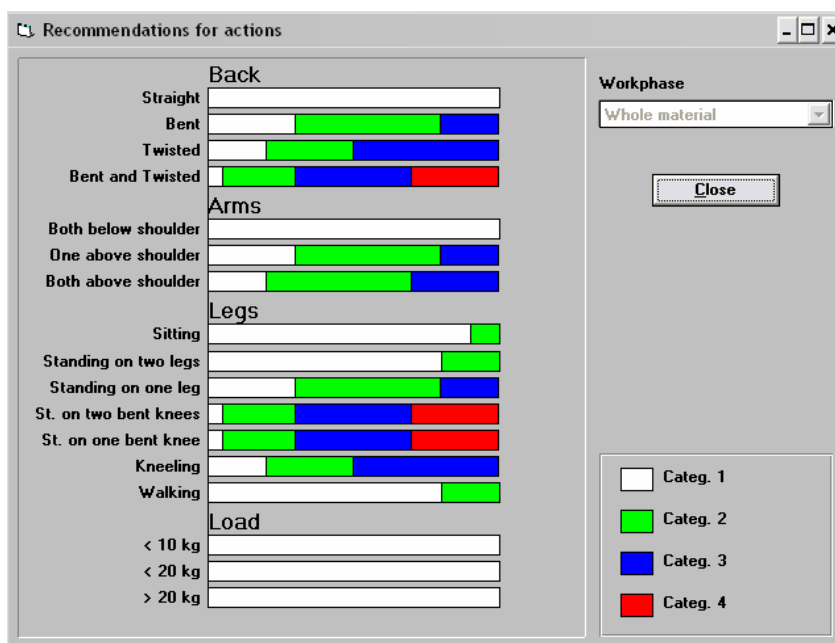 Recommendations for actions
Back
Straight
Bent
Twisted
Bent and Twisted
Arms
Both below shoulder
One above shoulder
Both above shoulder
Legs
Sitting
Standing on two legs
Standing on one leg
St. on two bent knees
St. on one bent knee
Kneeling
Walking
Load
< 10 kg
< 20 kg
> 20 kg
Workphase
Whole material
Close
Categ. 1
Categ. 2
Categ. 3
Categ. 4